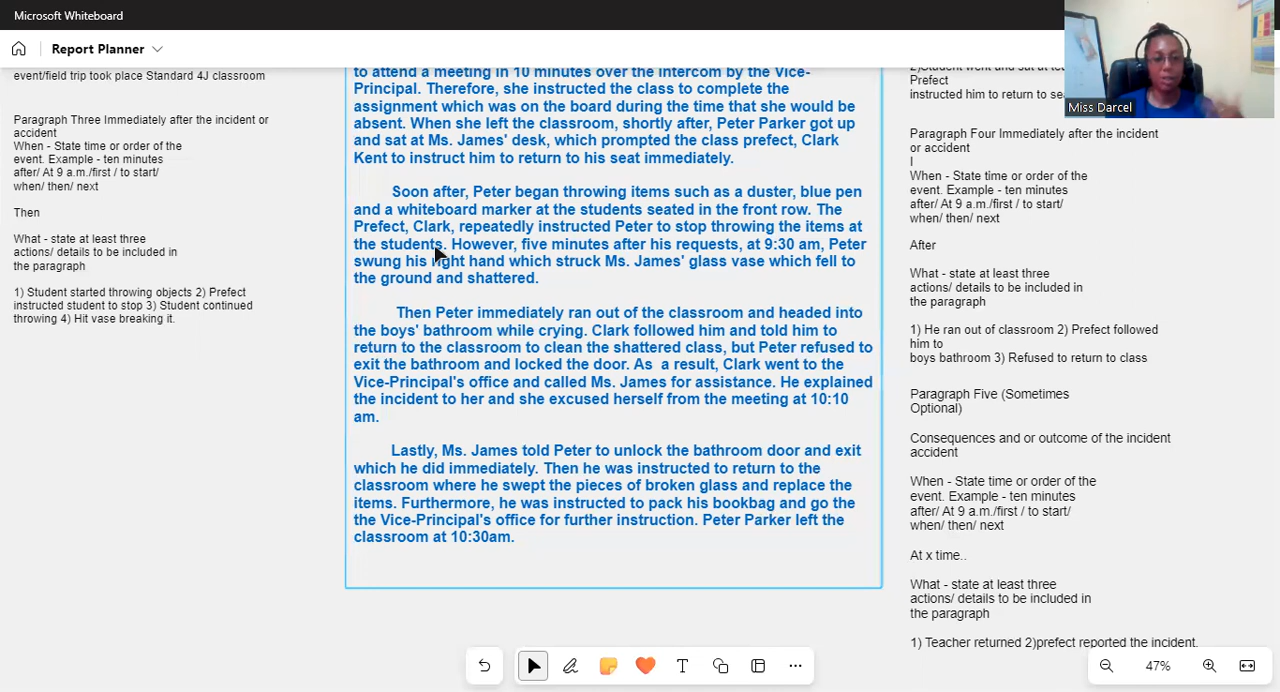 Microsoft Whiteboard
Report Planner
Miss Darcel
event/field trip took place Standard 4J classroom
Paragraph Three Immediately after the incident or
accident
When - State time or order of the
event. Example - ten minutes
after/ At 9 a.m./first / to start/
when/ then/ next
Then
What - state at least three
actions/ details to be included in
the paragraph
1) Student started throwing objects 2) Prefect
instructed student to stop 3) Student continued
throwing 4) Hit vase breaking it.
to attend a meeting in 10 minutes over the intercom by the Vice-
Principal. Therefore, she instructed the class to complete the
assignment which was on the board during the time that she would be
absent. When she left the classroom, shortly after, Peter Parker got up
and sat at Ms. James' desk, which prompted the class prefect, Clark
Kent to instruct him to return to his seat immediately.
Soon after, Peter began throwing items such as a duster, blue pen
and a whiteboard marker at the students seated in the front row. The
Prefect, Clark, repeatedly instructed Peter to stop throwing the items at
the students. However, five minutes after his requests, at 9:30 am, Peter
swung his right hand which struck Ms. James' glass vase which fell to
the ground and shattered.
Then Peter immediately ran out of the classroom and headed into
the boys' bathroom while crying. Clark followed him and told him to
return to the classroom to clean the shattered class, but Peter refused to
exit the bathroom and locked the door. As a result, Clark went to the
Vice-Principal's office and called Ms. James for assistance. He explained
the incident to her and she excused herself from the meeting at 10:10
am.
Lastly, Ms. James told Peter to unlock the bathroom door and exit
which he did immediately. Then he was instructed to return to the
classroom where he swept the pieces of broken glass and replace the
items. Furthermore, he was instructed to pack his bookbag and go the
the Vice-Principal's office for further instruction. Peter Parker left the
classroom at 10:30am.
2)Student went and sat at
Prefect
instructed him to return to
Paragraph Four Immediately after the incident
or accident
I
When - State time or order of the
event. Example - ten minutes
after/ At 9 a.m./first / to start/
when/ then/ next
After
What - state at least three
actions/ details to be included in
the paragraph
1) He ran out of classroom 2) Prefect followed
him to
boys bathroom 3) Refused to return to class
Paragraph Five (Sometimes
Optional)
Consequences and or outcome of the incident
accident
When - State time or order of the
event. Example - ten minutes
after/ At 9 a.m./first / to start/
when/ then/ next
At x time..
What - state at least three
actions/ details to be included in
the paragraph
1) Teacher returned 2)prefect reported the incident.
47%